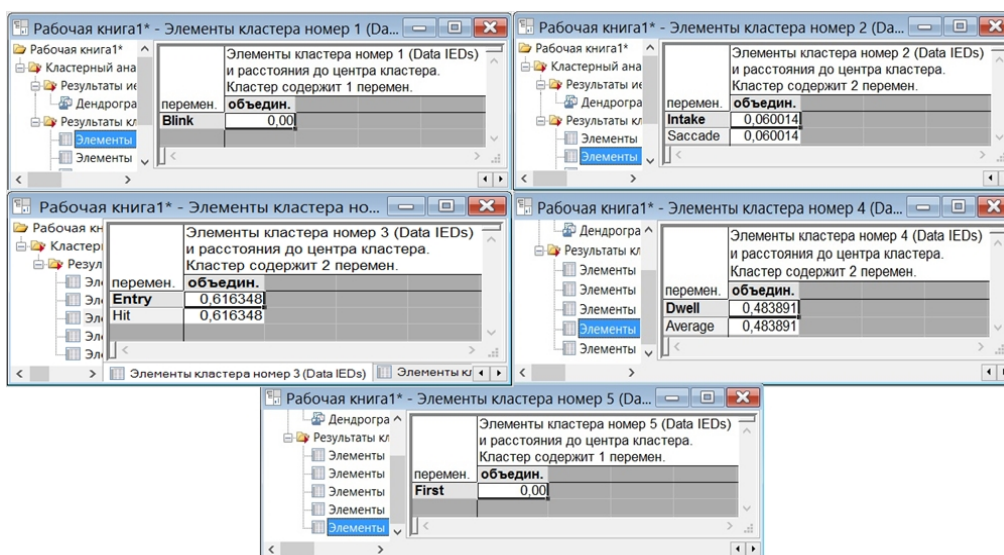 Рабочая книга1* - Элементы кластера номер 1 (Da...
Рабочая книга1*
Кластерный ана
Результаты ие
Дендрогра
Результаты кл
Элементы
Элементы
Элементы кластера номер 1 (Data IEDs)
и расстояния до центра кластера.
Кластер содержит 1 перемен.
перемен. объедин.
Blink 0,00
Рабочая книга1* - Элементы кластера номер 2 (Da...
Рабочая книга1*
Кластерный ана
Результаты ие
Дендрогра
Результаты кл
Элементы
Элементы
Элементы кластера номер 2 (Data IEDs)
и расстояния до центра кластера.
Кластер содержит 2 перемен.
перемен. объедин.
Intake 0,060014
Saccade 0,060014
Рабочая книга1* - Элементы кластера но...
Рабочая кн
Кластер
Резул
Эле
Эле
Эле
Эле
Эле
Элементы кластера номер 3 (Data IEDs)
и расстояния до центра кластера.
Кластер содержит 2 перемен.
перемен. объедин.
Entry 0,616348
Hit 0,616348
Элементы кластера номер 3 (Data IEDs) Элементы кл
Рабочая книга1* - Элементы кластера номер 4 (Da...
Дендрогра
Результаты кл
Элементы
Элементы
Элементы
Элементы
Элементы
Элементы кластера номер 4 (Data IEDs)
и расстояния до центра кластера.
Кластер содержит 2 перемен.
перемен. объедин.
Dwell 0,483891
Average 0,483891
Рабочая книга1* - Элементы кластера номер 5 (Da...
Дендрогра
Результаты кл
Элементы
Элементы
Элементы
Элементы
Элементы
Элементы кластера номер 5 (Data IEDs)
и расстояния до центра кластера.
Кластер содержит 1 перемен.
перемен. объедин.
First 0,00